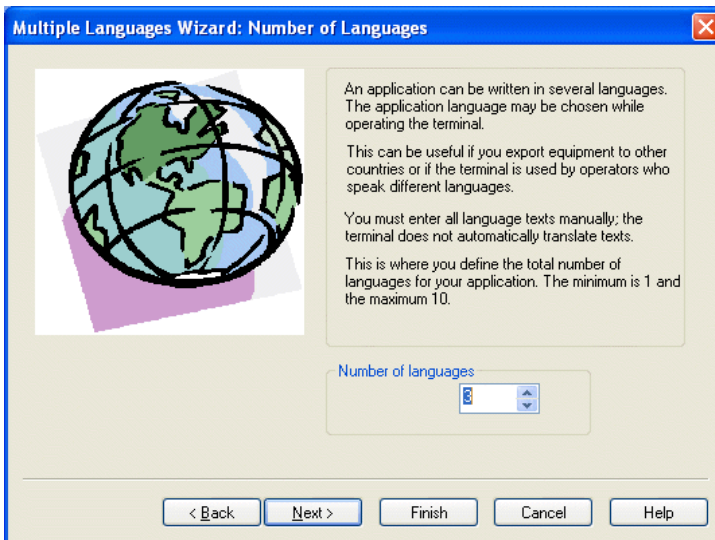 Multiple Languages Wizard: Number of Languages
An application can be written in several languages.
The application language may be chosen while
operating the terminal.
This can be useful if you export equipment to other
countries or if the terminal is used by operators who
speak different languages.
You must enter all language texts manually; the
terminal does not automatically translate texts.
This is where you define the total number of
languages for your application. The minimum is 1 and
the maximum 10.
Number of languages
3
< Back
Next >
Finish
Cancel
Help